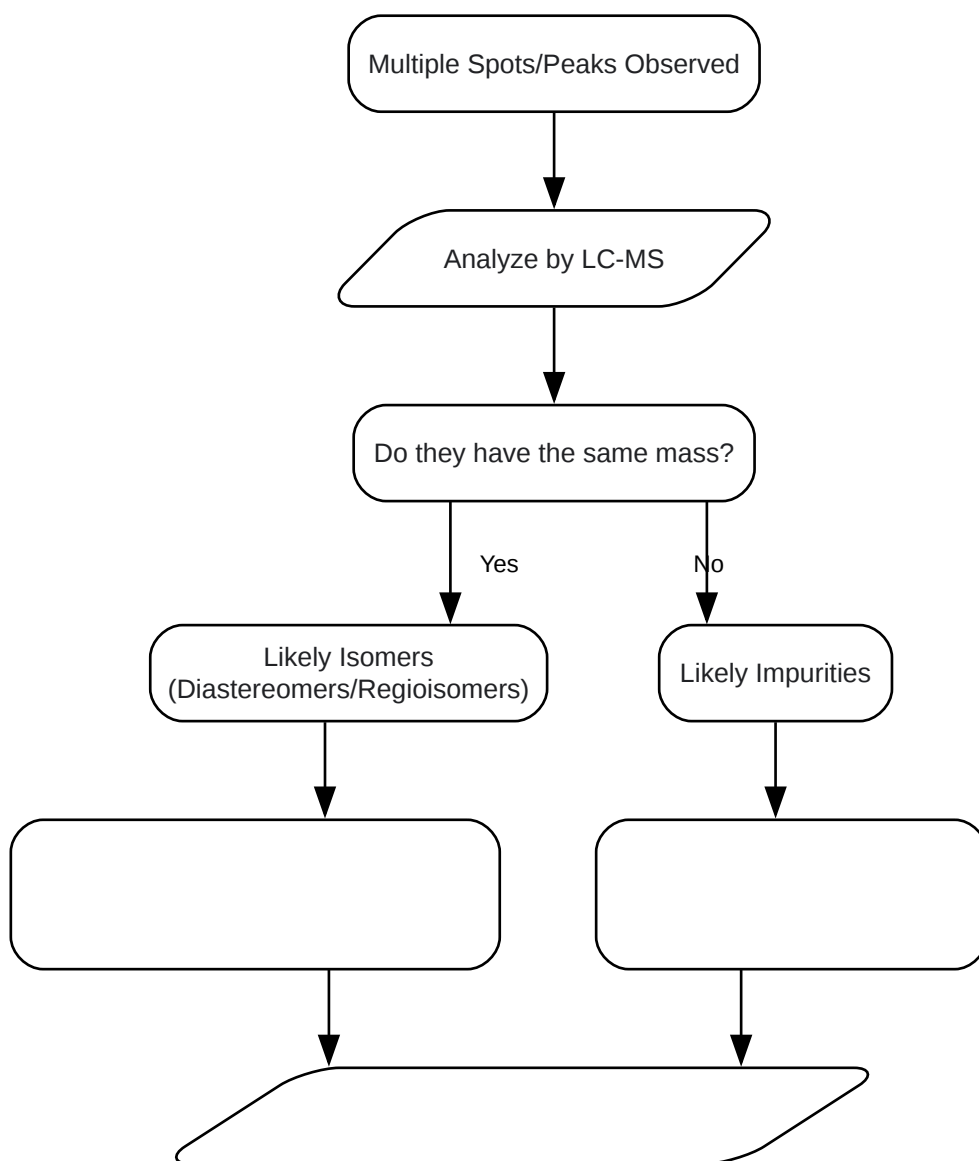 Multiple Spots/Peaks Observed
Analyze by LC-MS
Do they have the same mass?
Yes
No
Likely Isomers
(Diastereomers/Regioisomers)
Likely Impurities